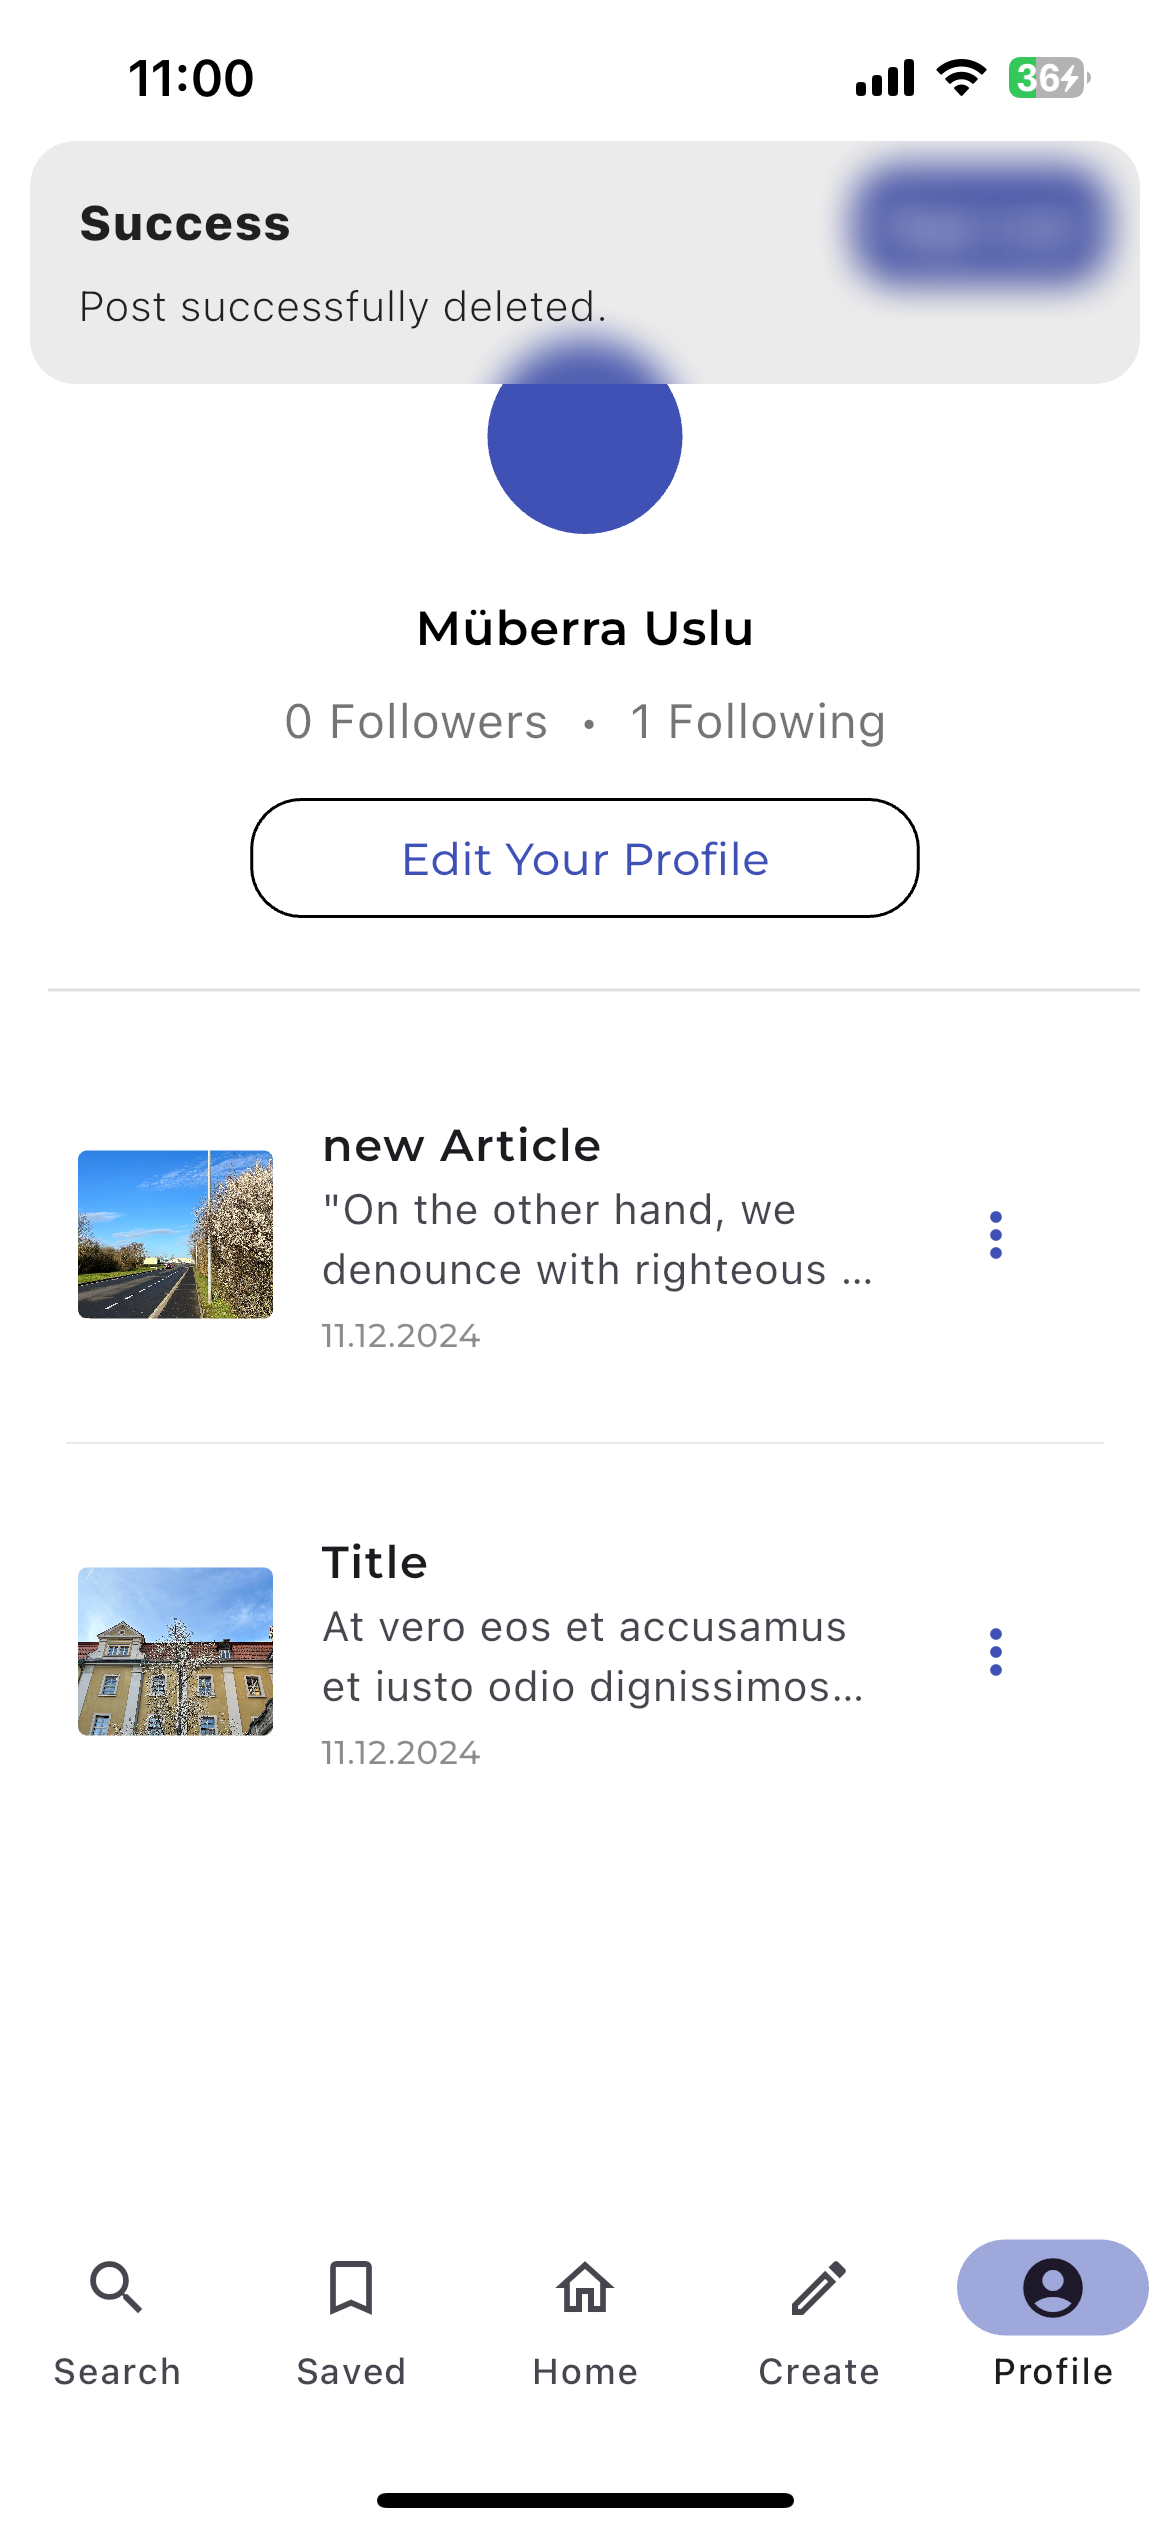 11:00
36
Success
Post successfully deleted.
Müberra Uslu
0 Followers • 1 Following
Edit Your Profile
new Article
"On the other hand, we
denounce with righteous ...
11.12.2024
Title
At vero eos et accusamus
et iusto odio dignissimos...
11.12.2024
Search
Saved
Home
Create
Profile